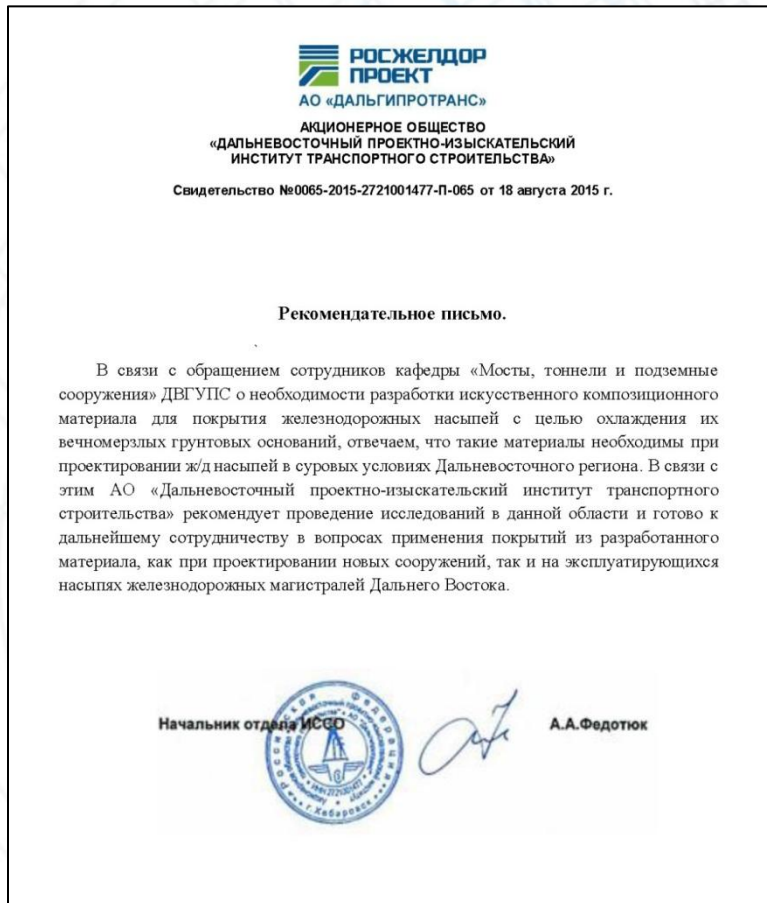 РОСЖЕЛДОР
ПРОЕКТ
АО «ДАЛЬГИПРОТРАНС»
АКЦИОНЕРНОЕ ОБЩЕСТВО
«ДАЛЬНЕВОСТОЧНЫЙ ПРОЕКТНО-ИЗЫСКАТЕЛЬСКИЙ
ИНСТИТУТ ТРАНСПОРТНОГО СТРОИТЕЛЬСТВА»
Свидетельство №0065-2015-2721001477-П-065 от 18 августа 2015 г.
Рекомендательное письмо.
В связи с обращением сотрудников кафедры «Мосты, тоннели и подземные
сооружения» ДВГУПС о необходимости разработки искусственного композиционного
материала для покрытия железнодорожных насыпей с целью охлаждения их
вечномерзлых грунтовых оснований, отвечаем, что такие материалы необходимы при
проектировании ж/д насыпей в суровых условиях Дальневосточного региона. В связи с
этим АО «Дальневосточный проектно-изыскательский институт транспортного
строительства» рекомендует проведение исследований в данной области и готово к
дальнейшему сотрудничеству в вопросах применения покрытий из разработанного
материала, как при проектировании новых сооружений, так и на эксплуатирующихся
насыпях железнодорожных магистралей Дальнего Востока.
Начальник отдела ИССО
А.А.Федотюк
Российская Федерация
г. Хабаровск
ИНН 2721001477